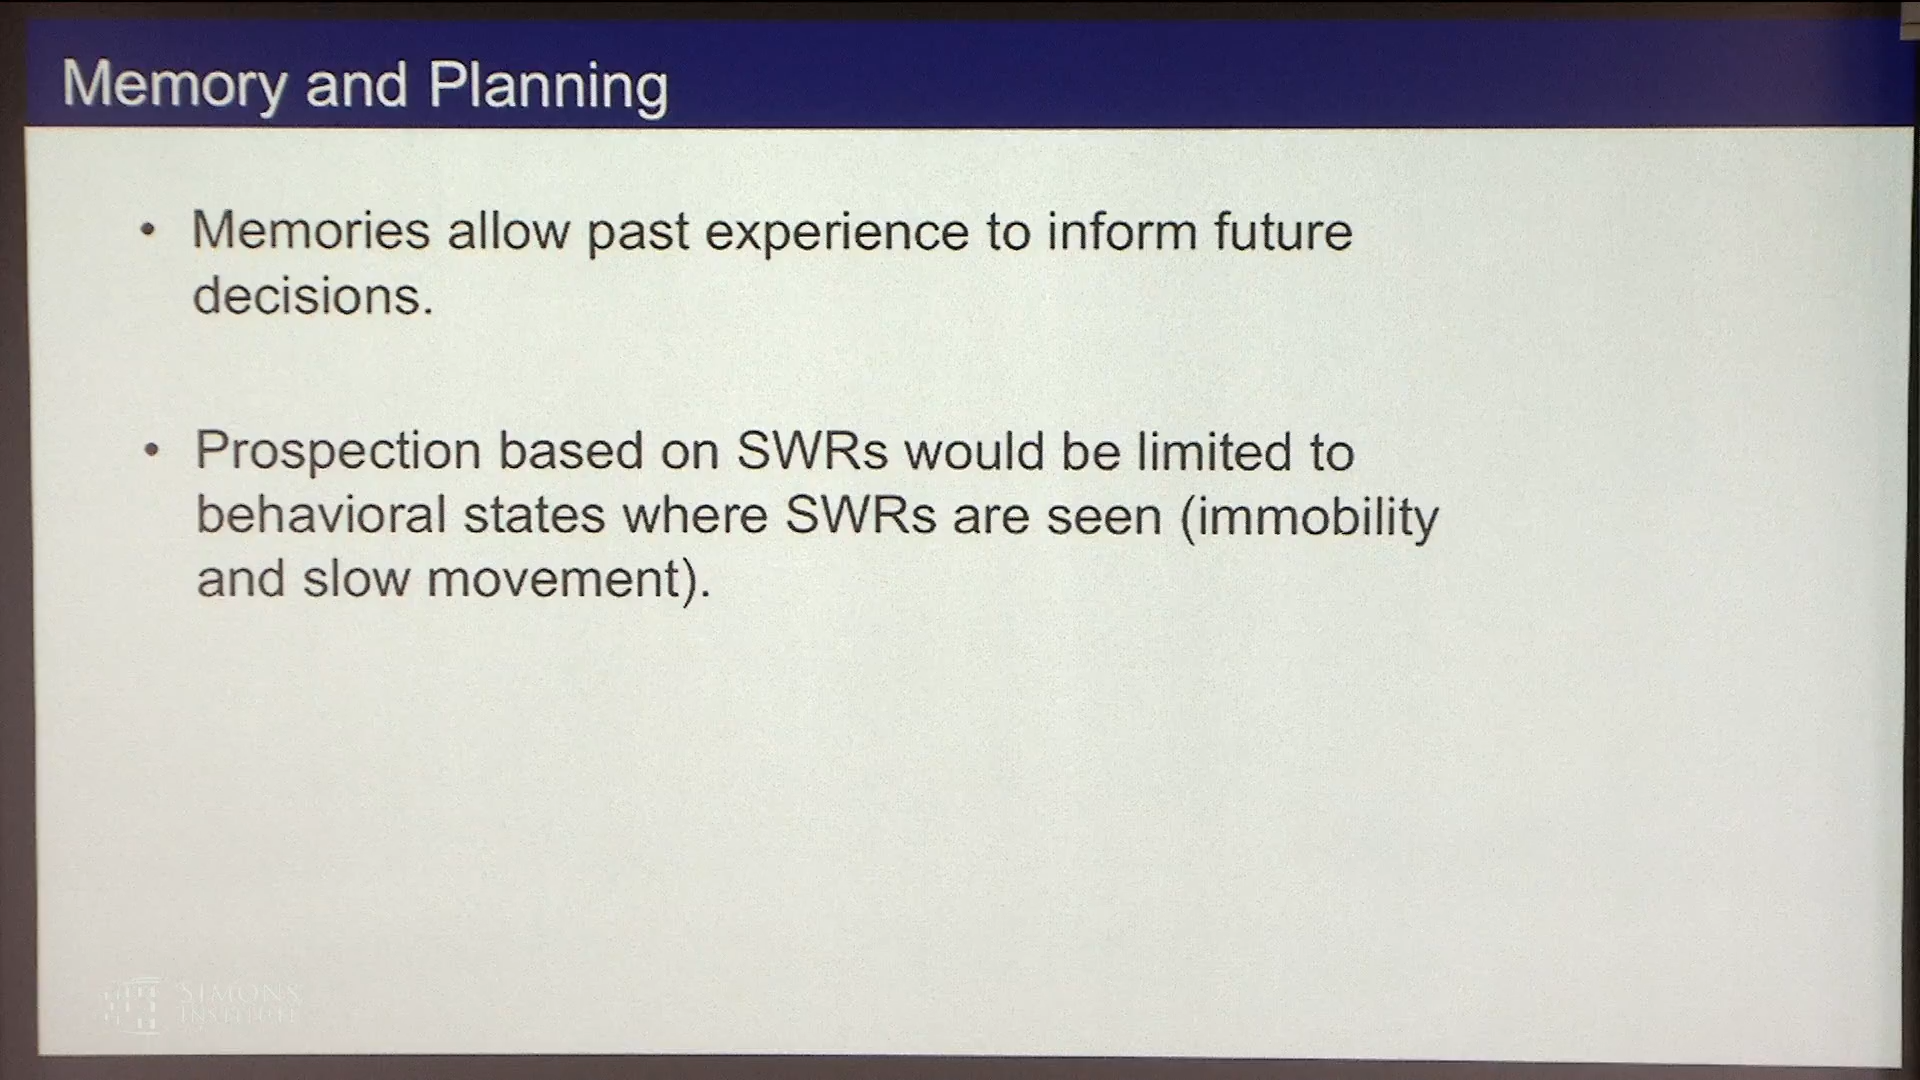 Memory and Planning
• Memories allow past experience to inform future
decisions.
• Prospection based on SWRs would be limited to
behavioral states where SWRs are seen (immobility
and slow movement).
SIMONS
INSTITUTE